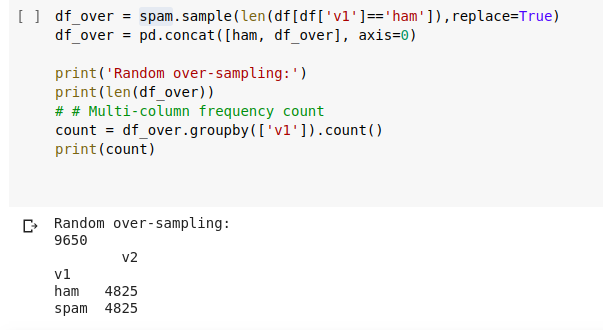 [ ] df_over = spam.sample(len(df[df['v1']=='ham']),replace=True)
df_over = pd.concat([ham, df_over], axis=0)
print('Random over-sampling:')
print(len(df_over))
# # Multi-column frequency count
count = df_over.groupby(['v1']).count()
print(count)
Random over-sampling:
9650
v2
v1
ham 4825
spam 4825